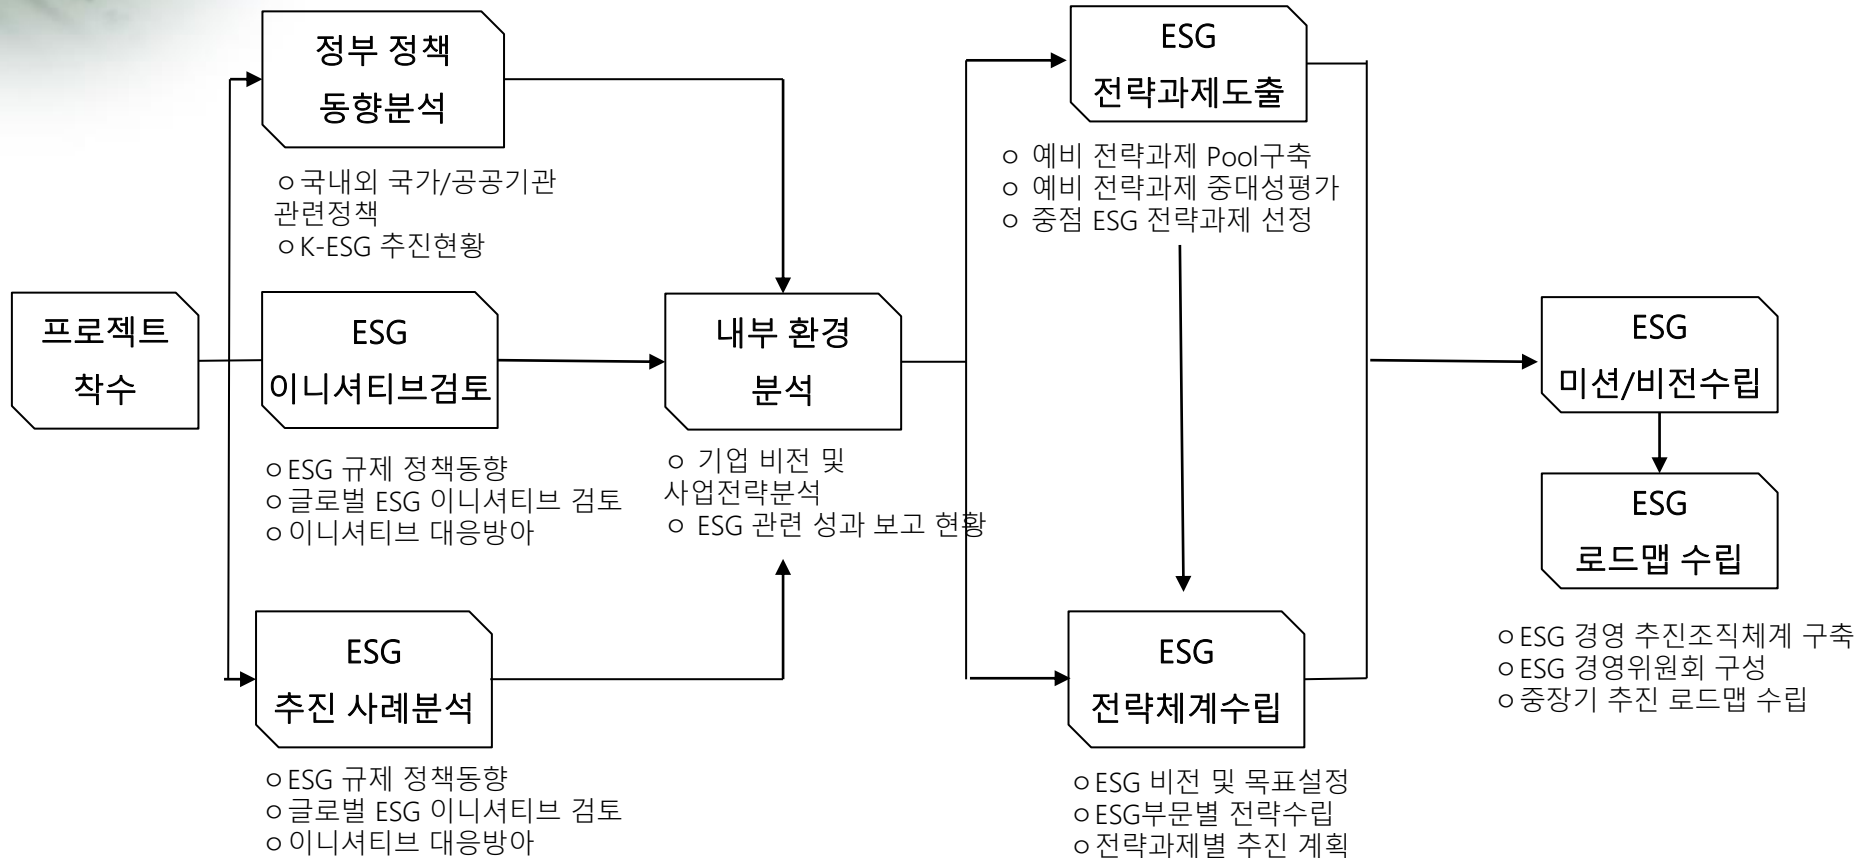 정부 정책
동향분석
ㅇ국내외 국가/공공기관
관련정책
ㅇK-ESG 추진현황
프로젝트
착수
ESG
이니셔티브검토
ㅇESG 규제 정책동향
ㅇ글로벌 ESG 이니셔티브 검토
ㅇ이니셔티브 대응방아
ESG
추진 사례분석
ㅇESG 규제 정책동향
ㅇ글로벌 ESG 이니셔티브 검토
ㅇ이니셔티브 대응방아
내부 환경
분석
ㅇ 기업 비전 및
사업전략분석
ㅇ ESG 관련 성과 보고 현황
ESG
전략과제도출
ㅇ 예비 전략과제 Pool구축
ㅇ 예비 전략과제 중대성평가
ㅇ 중점 ESG 전략과제 선정
ESG
전략체계수립
ㅇESG 비전 및 목표설정
ㅇESG부문별 전략수립
ㅇ전략과제별 추진 계획
ESG
미션/비전수립
ESG
로드맵 수립
ㅇESG 경영 추진조직체계 구축
ㅇESG 경영위원회 구성
ㅇ중장기 추진 로드맵 수립